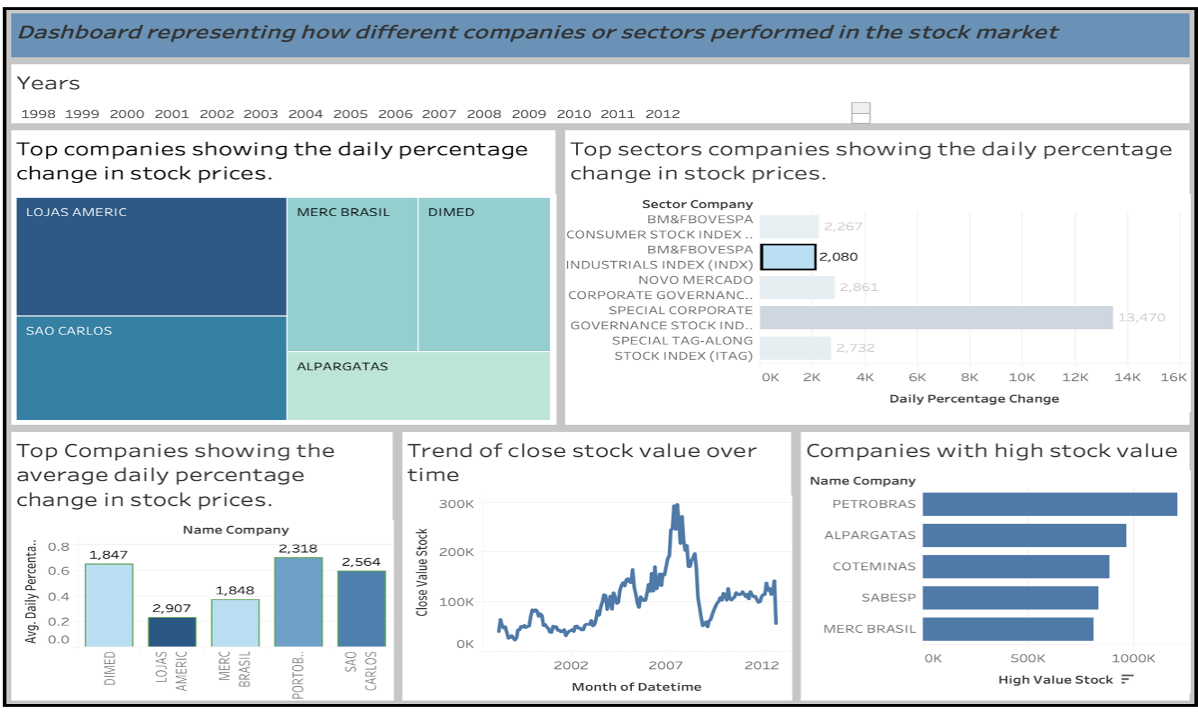 Dashboard representing how different companies or sectors performed in the stock market
Years
1998 1999 2000 2001 2002 2003 2004 2005 2006 2007 2008 2009 2010 2011 2012
Top companies showing the daily percentage
change in stock prices.
LOJAS AMERIC
MERC BRASIL
DIMED
SAO CARLOS
ALPARGATAS
Top sectors companies showing the daily percentage
change in stock prices.
Sector Company
BM&FBOVESPA
CONSUMER STOCK INDEX ..
2,267
BM&FBOVESPA
INDUSTRIALS INDEX (INDX)
2,080
NOVO MERCADO
CORPORATE GOVERNANC..
2,861
SPECIAL CORPORATE
GOVERNANCE STOCK IND..
13,470
SPECIAL TAG-ALONG
STOCK INDEX (ITAG)
2,732
0K 2K 4K 6K 8K 10K 12K 14K 16K
Daily Percentage Change
Top Companies showing the
average daily percentage
change in stock prices.
Name Company
Avg. Daily Percenta..
0.8
0.6
0.4
0.2
0.0
1,847
2,907
1,848
2,318
2,564
DIMED
LOJAS
AMERIC
MERC
BRASIL
PORTOB..
SAO
CARLOS
Trend of close stock value over
time
Close Value Stock
300K
200K
100K
0K
2002 2007 2012
Month of Datetime
Companies with high stock value
Name Company
PETROBRAS
ALPARGATAS
COTEMINAS
SABESP
MERC BRASIL
0K 500K 1000K
High Value Stock